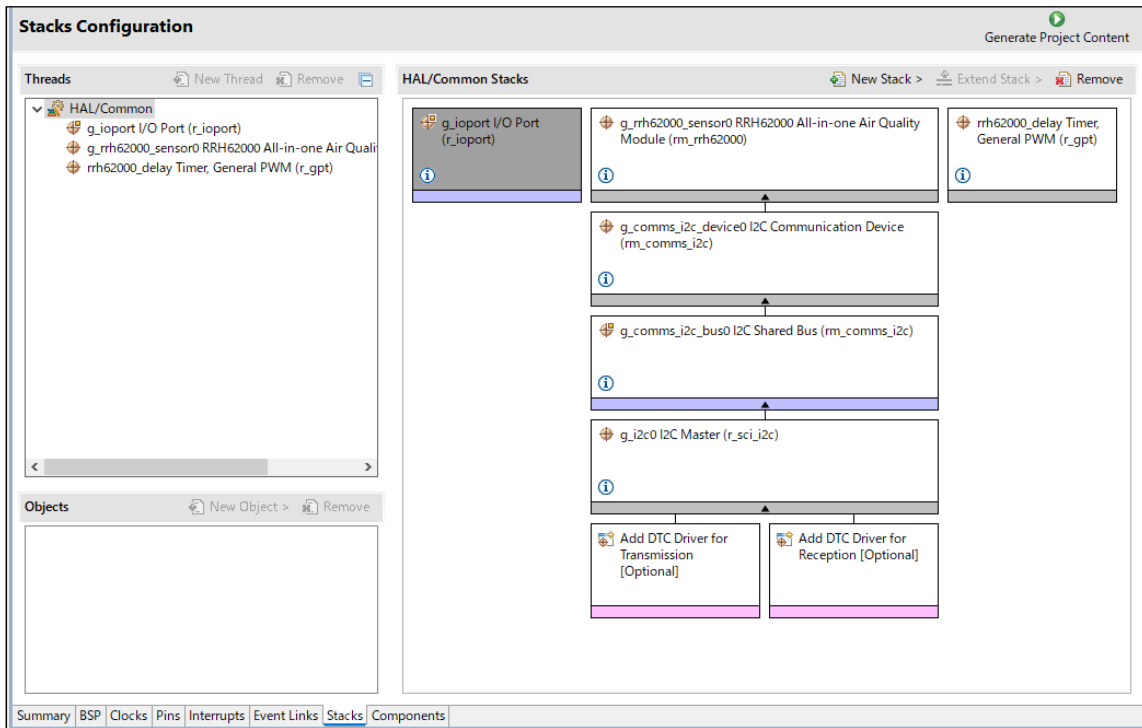 Stacks Configuration
Generate Project Content
Threads
New Thread
Remove
HAL/Common
g_ioport I/O Port (r_ioport)
g_rrh62000_sensor0 RRH62000 All-in-one Air Quali
rrh62000_delay Timer, General PWM (r_gpt)
Objects
New Object >
Remove
HAL/Common Stacks
New Stack >
Extend Stack >
Remove
g_ioport I/O Port
(r_ioport)
g_rrh62000_sensor0 RRH62000 All-in-one Air Quality
Module (rm_rrh62000)
rrh62000_delay Timer,
General PWM (r_gpt)
g_comms_i2c_device0 I2C Communication Device
(rm_comms_i2c)
g_comms_i2c_bus0 I2C Shared Bus (rm_comms_i2c)
g_i2c0 I2C Master (r_sci_i2c)
Add DTC Driver for
Transmission
[Optional]
Add DTC Driver for
Reception [Optional]
Summary BSP Clocks Pins Interrupts Event Links Stacks Components